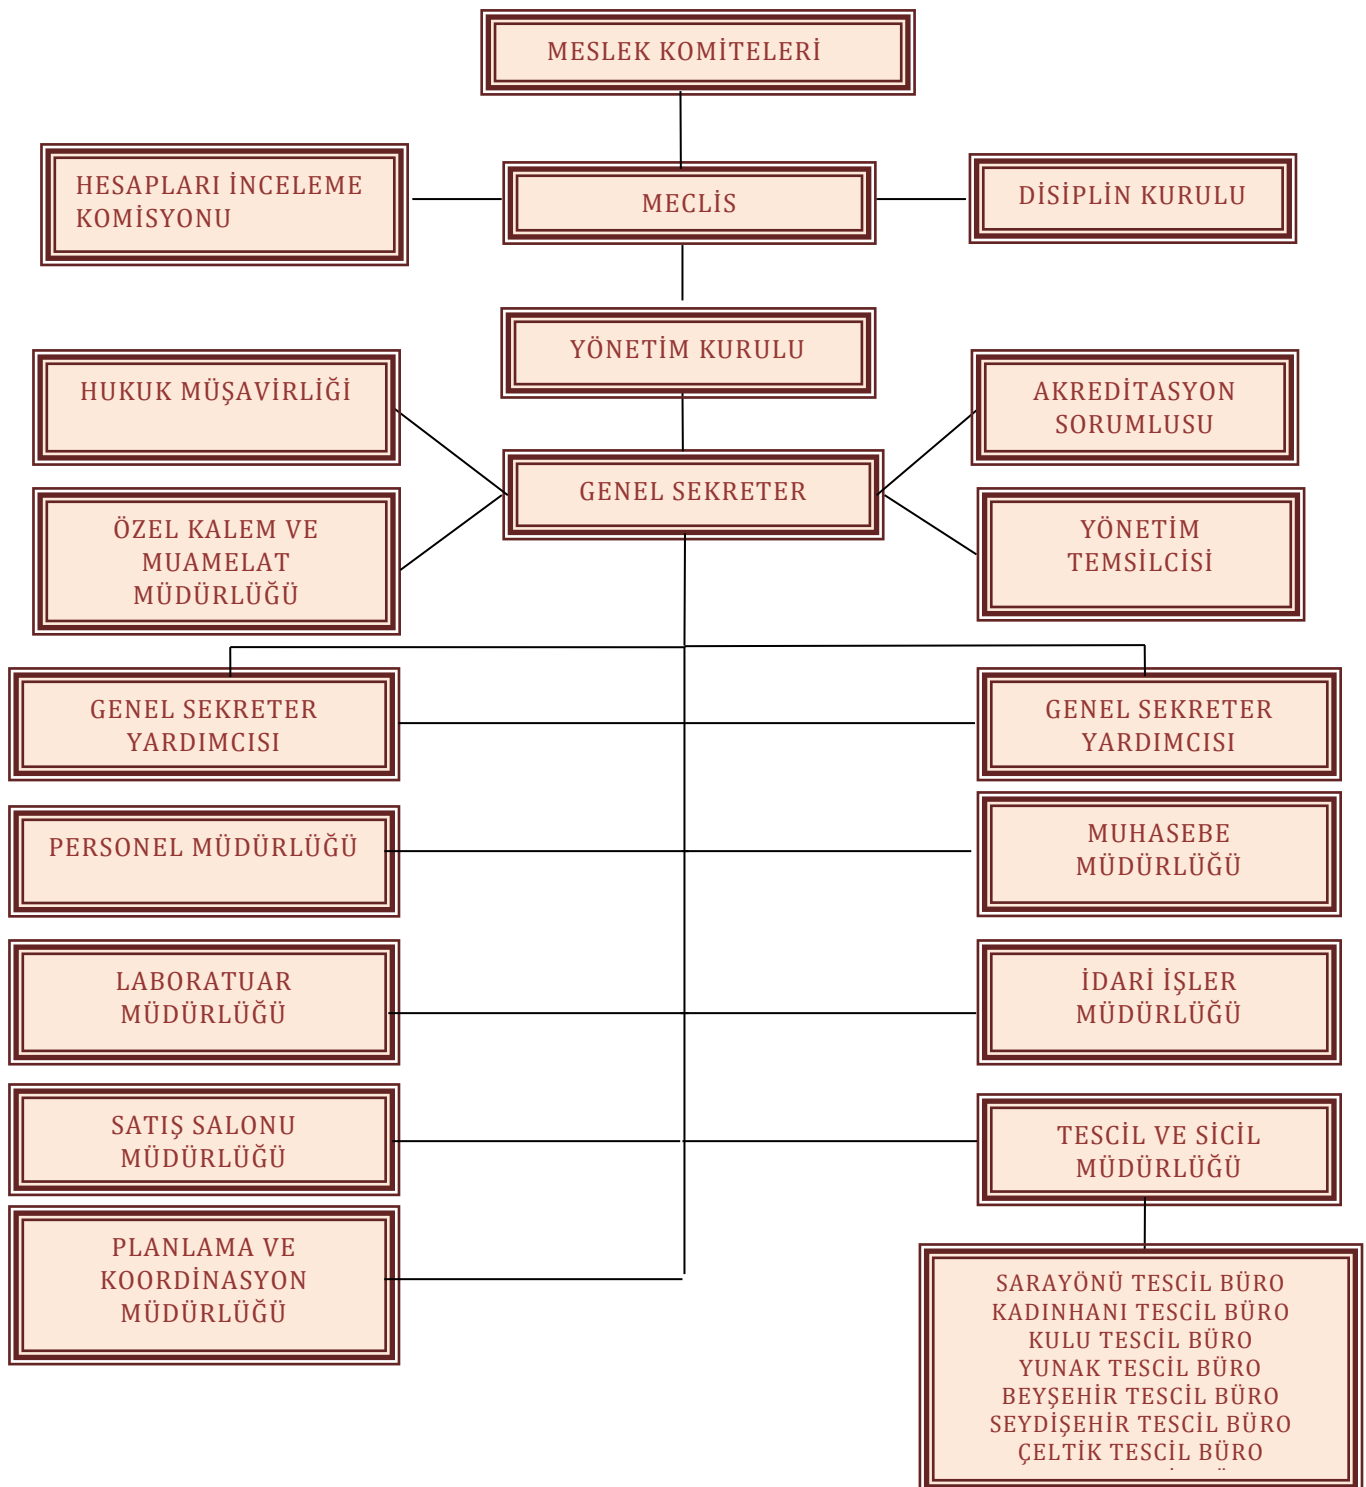 MESLEK KOMİTELERİ
HESAPLARI İNCELEME
KOMİSYONU
MECLİS
DİSİPLİN KURULU
YÖNETİM KURULU
HUKUK MÜŞAVİRLİĞİ
AKREDİTASYON
SORUMLUSU
GENEL SEKRETER
ÖZEL KALEM VE
MUAMELAT
MÜDÜRLÜĞÜ
YÖNETİM
TEMSİLCİSİ
GENEL SEKRETER
YARDIMCISI
GENEL SEKRETER
YARDIMCISI
PERSONEL MÜDÜRLÜĞÜ
MUHASEBE
MÜDÜRLÜĞÜ
LABORATUAR
MÜDÜRLÜĞÜ
İDARİ İŞLER
MÜDÜRLÜĞÜ
SATIŞ SALONU
MÜDÜRLÜĞÜ
TESCİL VE SİCİL
MÜDÜRLÜĞÜ
PLANLAMA VE
KOORDİNASYON
MÜDÜRLÜĞÜ
SARAYÖNÜ TESCİL BÜRO
KADINHANI TESCİL BÜRO
KULU TESCİL BÜRO
YUNAK TESCİL BÜRO
BEYŞEHİR TESCİL BÜRO
SEYDİŞEHİR TESCİL BÜRO
ÇELTİK TESCİL BÜRO